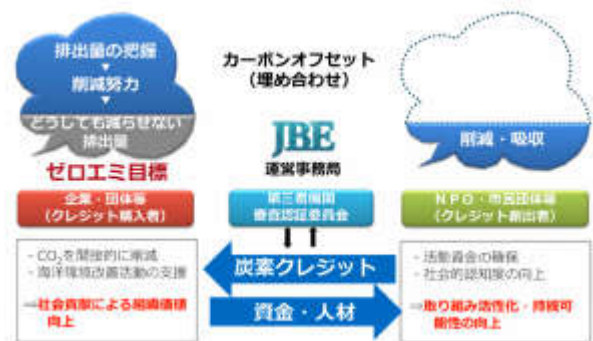 排出量の把握
削減努力
どうしても減らせない
排出量
ゼロエミ目標
カーボンオフセット
(埋め合わせ)
JBE
運営事務局
削減・吸収
企業・団体等
(クレジット購入者)
第三者機関
審査認証委員会
NPO・市民団体等
(クレジット創出者)
- CO₂を間接的に削減
- 海洋環境改善活動の支援
⇒社会貢献による組織価値
向上
炭素クレジット
資金・人材
- 活動資金の確保
- 社会的認知度の向上
⇒取り組み活性化・持続可
能性の向上